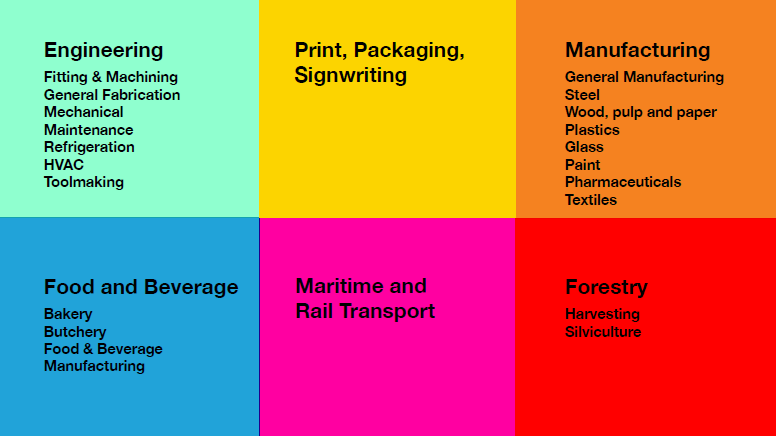 Engineering
Fitting & Machining
General Fabrication
Mechanical
Maintenance
Refrigeration
HVAC
Toolmaking
Print, Packaging,
Signwriting
Manufacturing
General Manufacturing
Steel
Wood, pulp and paper
Plastics
Glass
Paint
Pharmaceuticals
Textiles
Food and Beverage
Bakery
Butchery
Food & Beverage
Manufacturing
Maritime and
Rail Transport
Forestry
Harvesting
Silviculture